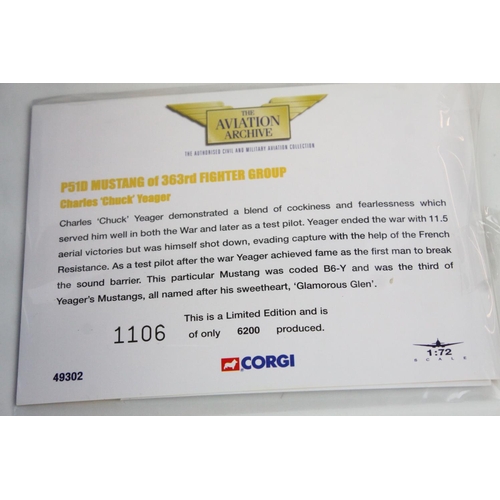 THE
AVIATION
ARCHIVE
THE AUTHORISED CIVIL AND MILITARY AVIATION COLLECTION
P51D MUSTANG of 363rd FIGHTER GROUP
Charles 'Chuck' Yeager
Charles 'Chuck' Yeager demonstrated a blend of cockiness and fearlessness which
served him well in both the War and later as a test pilot. Yeager ended the war with 11.5
aerial victories but was himself shot down, evading capture with the help of the French
Resistance. As a test pilot after the war Yeager achieved fame as the first man to break
the sound barrier. This particular Mustang was coded B6-Y and was the third of
Yeager's Mustangs, all named after his sweetheart, 'Glamorous Glen'.
This is a Limited Edition and is
1106 of only 6200 produced.
CORGI
1:72
SCALE
49302